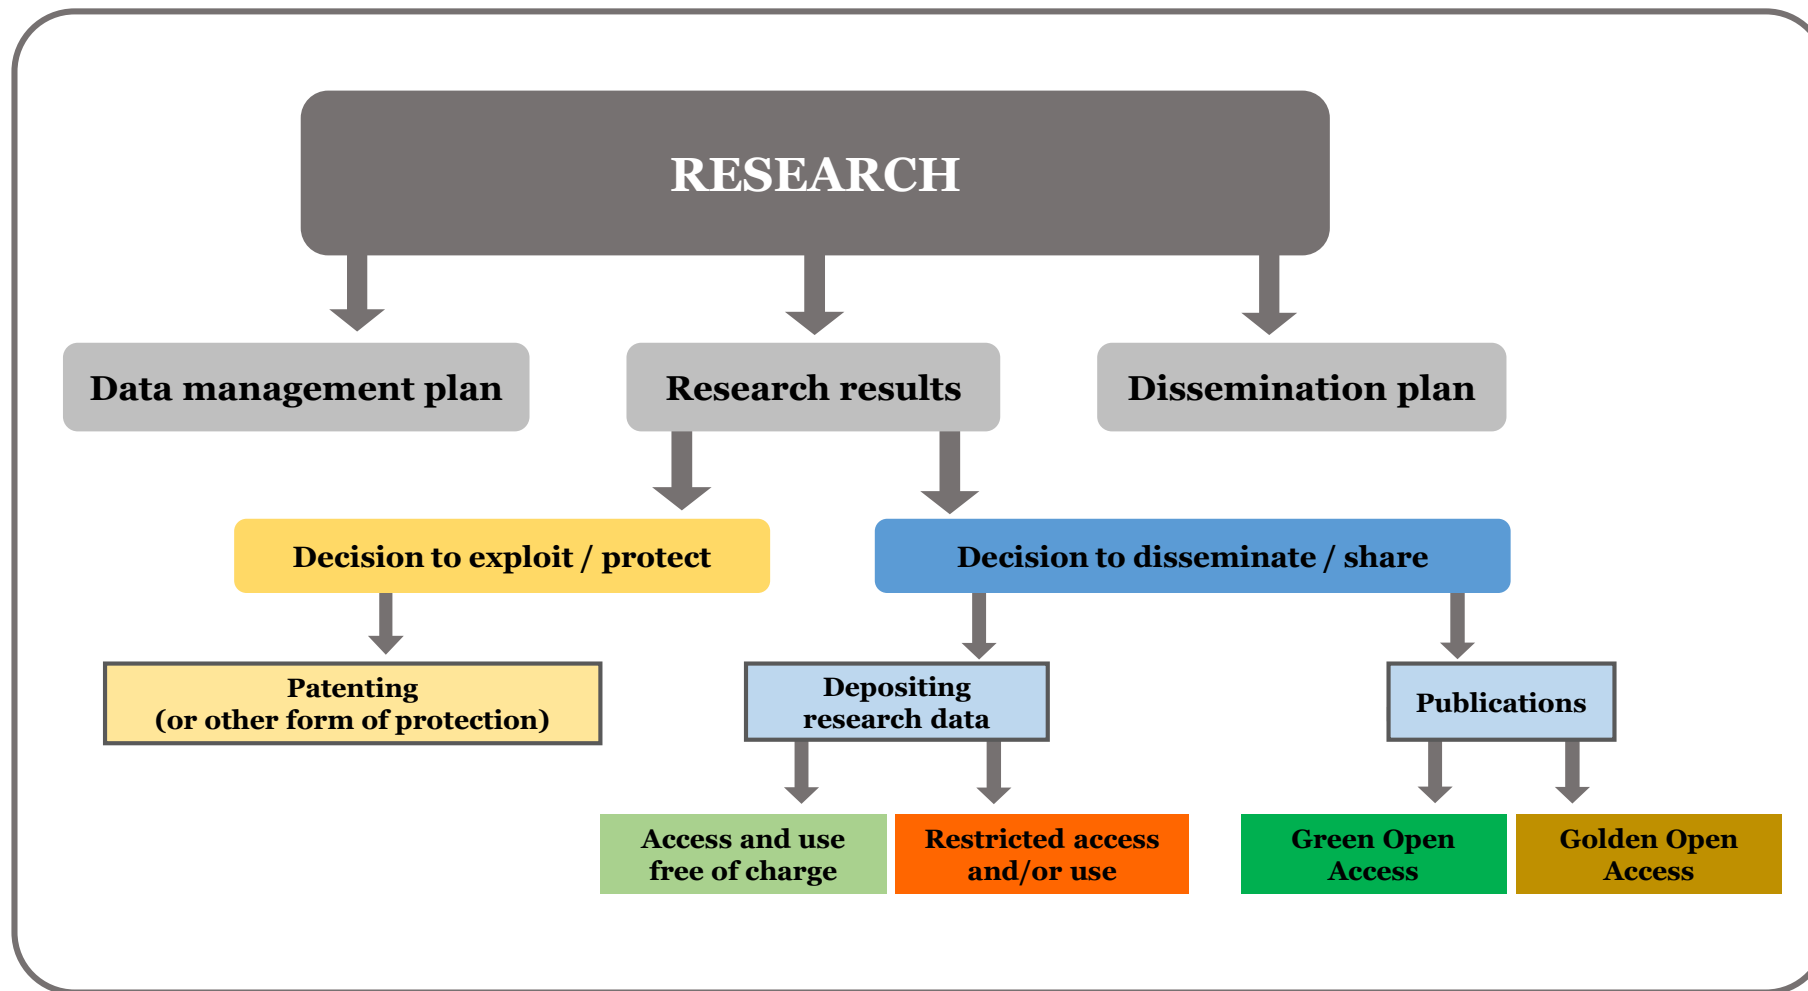 RESEARCH
Data management plan
Research results
Dissemination plan
Decision to exploit / protect
Decision to disseminate / share
Patenting
(or other form of protection)
Depositing
research data
Publications
Access and use
free of charge
Restricted access
and/or use
Green Open
Access
Golden Open
Access